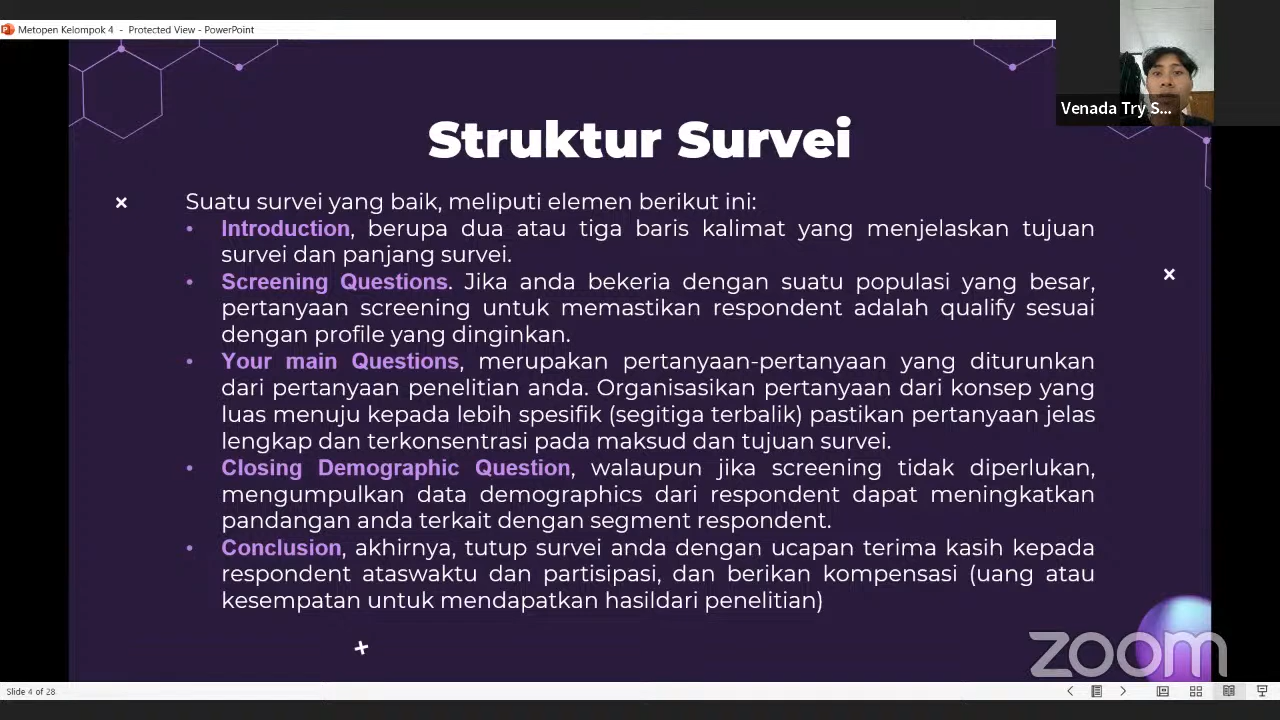 Metopen Kelompok 4 - Protected View - PowerPoint
Venada Try S...
Struktur Survei
Suatu survei yang baik, meliputi elemen berikut ini:
• Introduction, berupa dua atau tiga baris kalimat yang menjelaskan tujuan
survei dan panjang survei.
• Screening Questions. Jika anda bekeria dengan suatu populasi yang besar,
pertanyaan screening untuk memastikan respondent adalah qualify sesuai
dengan profile yang dinginkan.
• Your main Questions, merupakan pertanyaan-pertanyaan yang diturunkan
dari pertanyaan penelitian anda. Organisasikan pertanyaan dari konsep yang
luas menuju kepada lebih spesifik (segitiga terbalik) pastikan pertanyaan jelas
lengkap dan terkonsentrasi pada maksud dan tujuan survei.
• Closing Demographic Question, walaupun jika screening tidak diperlukan,
mengumpulkan data demographics dari respondent dapat meningkatkan
pandangan anda terkait dengan segment respondent.
• Conclusion, akhirnya, tutup survei anda dengan ucapan terima kasih kepada
respondent ataswaktu dan partisipasi, dan berikan kompensasi (uang atau
kesempatan untuk mendapatkan hasildari penelitian)
zoom
Slide 4 of 28